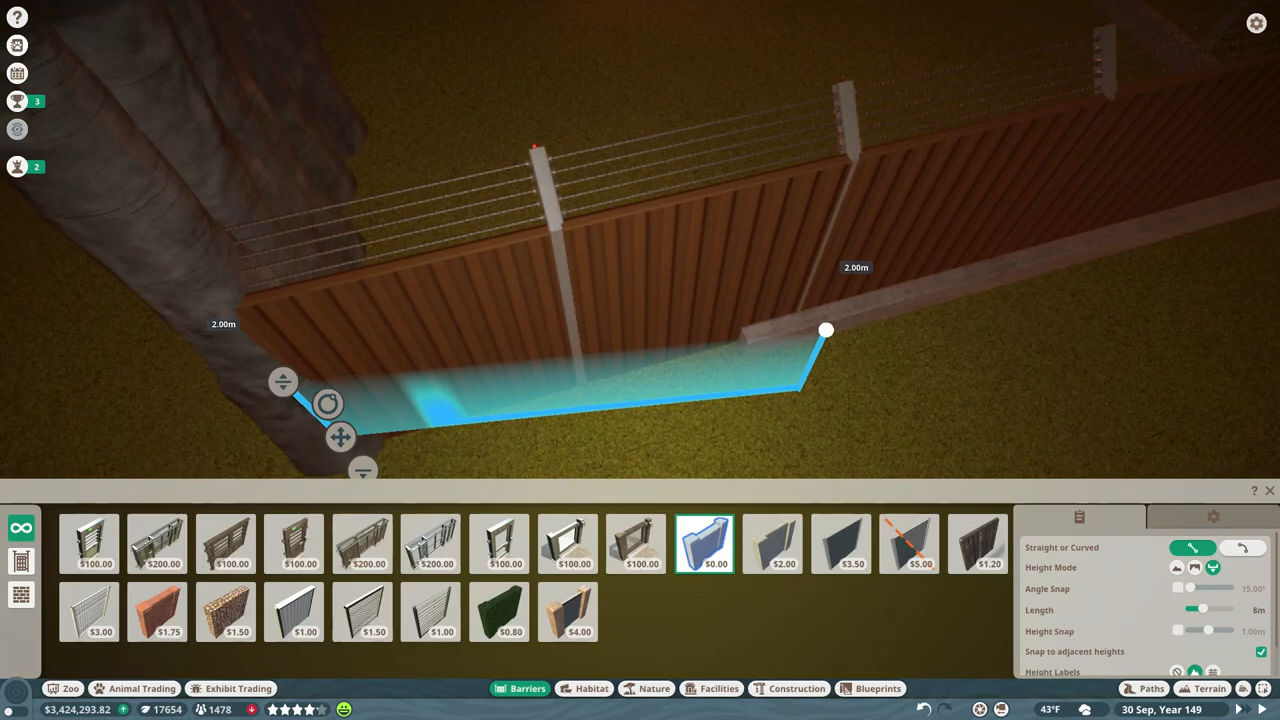 ?
3
2
2.00m
2.00m
?
$100.00 $200.00 $100.00 $100.00 $200.00 $200.00 $100.00 $100.00 $100.00 $0.00 $2.00 $3.50 $5.00 $1.20
$3.00 $1.75 $1.50 $1.00 $1.50 $1.00 $0.80 $4.00
Straight or Curved
Height Mode
Angle Snap 15.00°
Length 8m
Height Snap 1.00m
Snap to adjacent heights
Height Labels
Zoo Animal Trading Exhibit Trading Barriers Habitat Nature Facilities Construction Blueprints Paths Terrain
$3,424,293.82 17654 1478 43°F 30 Sep, Year 149